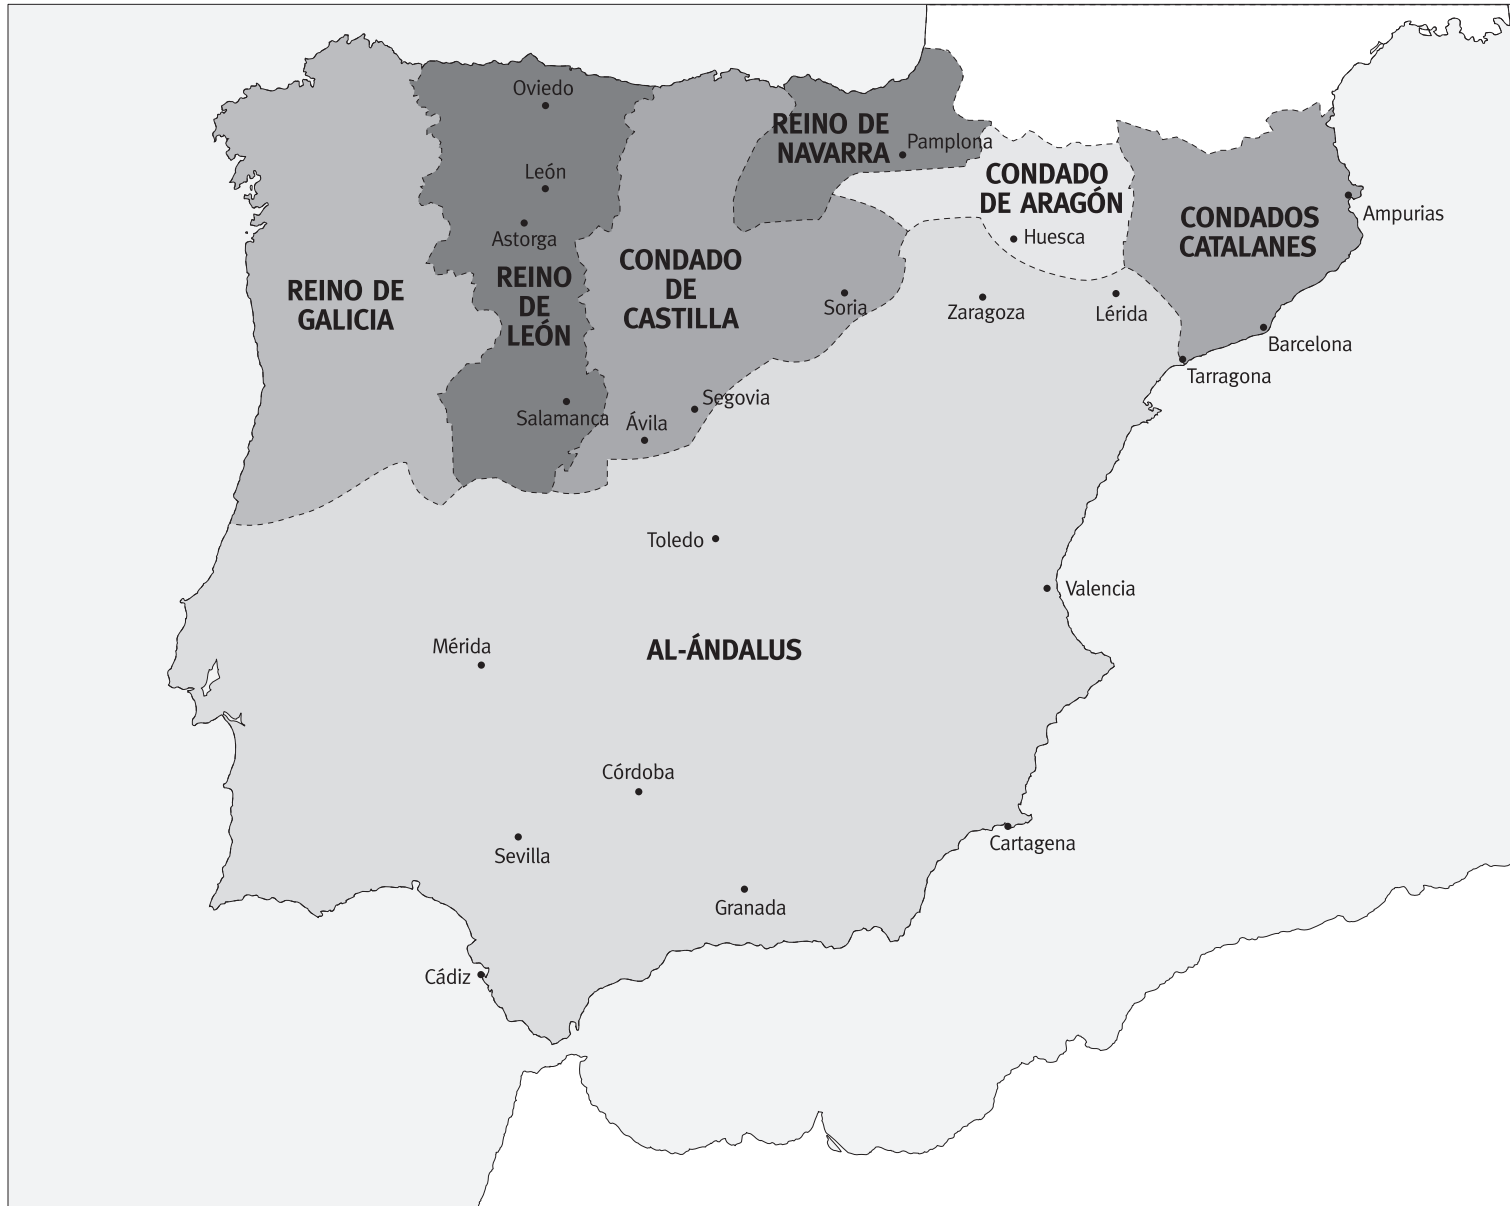 Oviedo
REINO DE
NAVARRA
Pamplona
León
CONDADO
DE ARAGÓN
Huesca
CONDADOS
CATALANES
Ampurias
Astorga
REINO
DE
LEÓN
CONDADO
DE
CASTILLA
REINO DE
GALICIA
Soria
Zaragoza
Lérida
Barcelona
Tarragona
Segovia
Salamanca
Ávila
Toledo
Valencia
Mérida
AL-ÁNDALUS
Córdoba
Sevilla
Cartagena
Granada
Cádiz